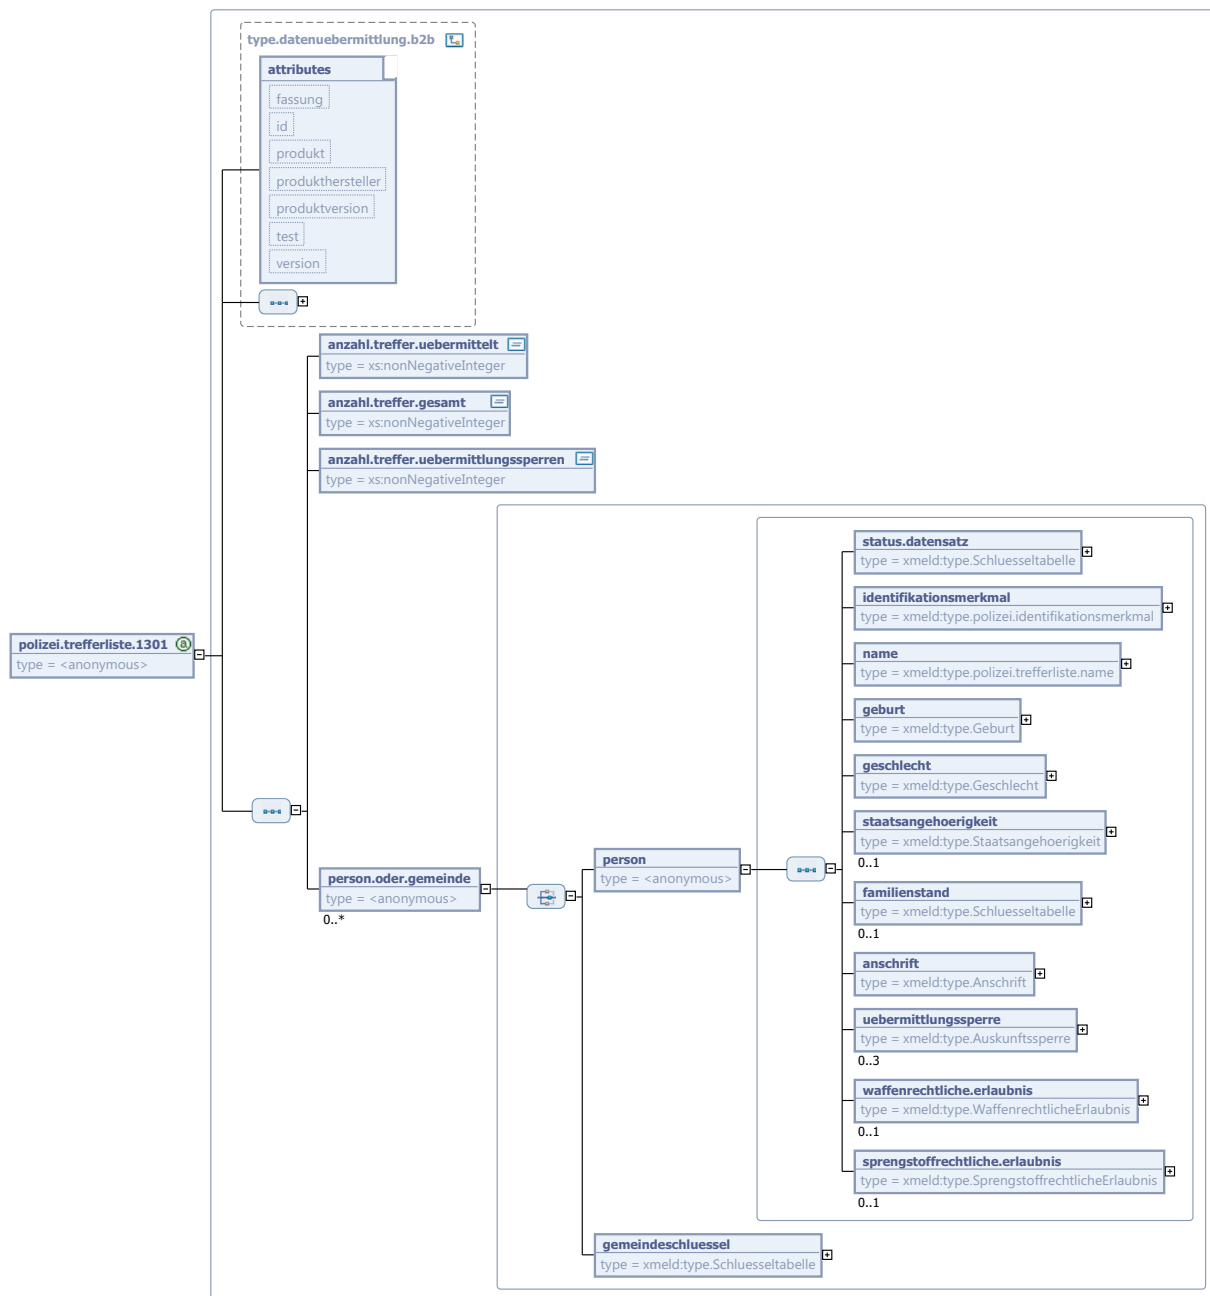 type.datenuebermittlung.b2b
attributes
fassung
id
produkt
produkthersteller
produktversion
test
version
anzahl.treffer.uebermittelt
type = xs:nonNegativeInteger
anzahl.treffer.gesamt
type = xs:nonNegativeInteger
anzahl.treffer.uebermittlungssperren
type = xs:nonNegativeInteger
polizei.trefferliste.1301 a
type = <anonymous>
person.oder.gemeinde
type = <anonymous>
0..*
person
type = <anonymous>
status.datensatz
type = xmeld:type.Schluesseltabelle
identifikationsmerkmal
type = xmeld:type.polizei.identifikationsmerkmal
name
type = xmeld:type.polizei.trefferliste.name
geburt
type = xmeld:type.Geburt
geschlecht
type = xmeld:type.Geschlecht
staatsangehoerigkeit
type = xmeld:type.Staatsangehoerigkeit
0..1
familienstand
type = xmeld:type.Schluesseltabelle
0..1
anschrift
type = xmeld:type.Anschrift
uebermittlungssperre
type = xmeld:type.Auskunftssperre
0..3
waffenrechtliche.erlaubnis
type = xmeld:type.WaffenrechtlicheErlaubnis
0..1
sprengstoffrechtliche.erlaubnis
type = xmeld:type.SprengstoffrechtlicheErlaubnis
0..1
gemeindeschluessel
type = xmeld:type.Schluesseltabelle